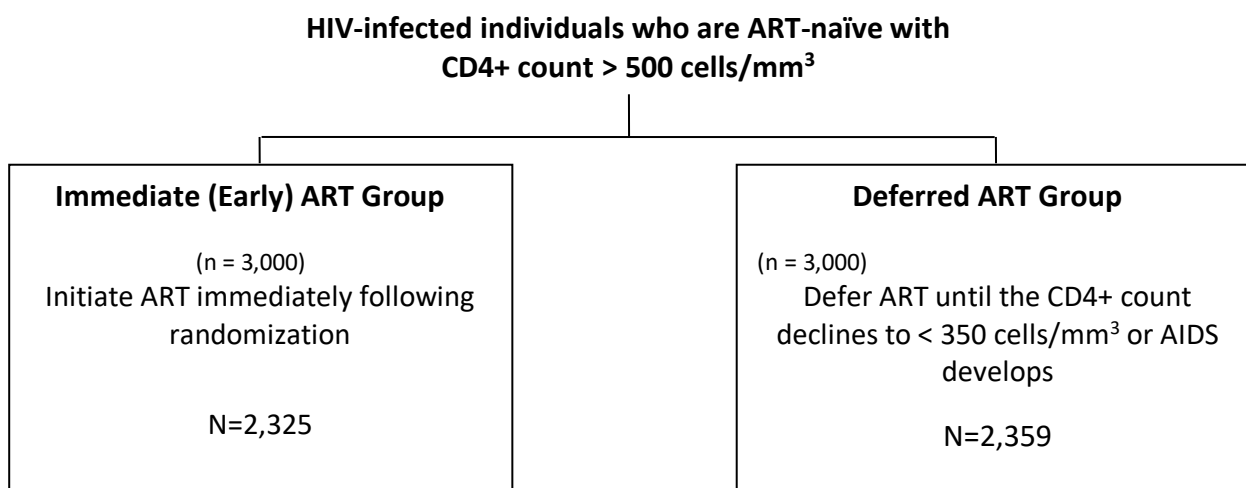 HIV-infected individuals who are ART-naïve with
CD4+ count > 500 cells/mm³
Immediate (Early) ART Group
(n = 3,000)
Initiate ART immediately following
randomization
N=2,325
Deferred ART Group
(n = 3,000)
Defer ART until the CD4+ count
declines to < 350 cells/mm³ or AIDS
develops
N=2,359